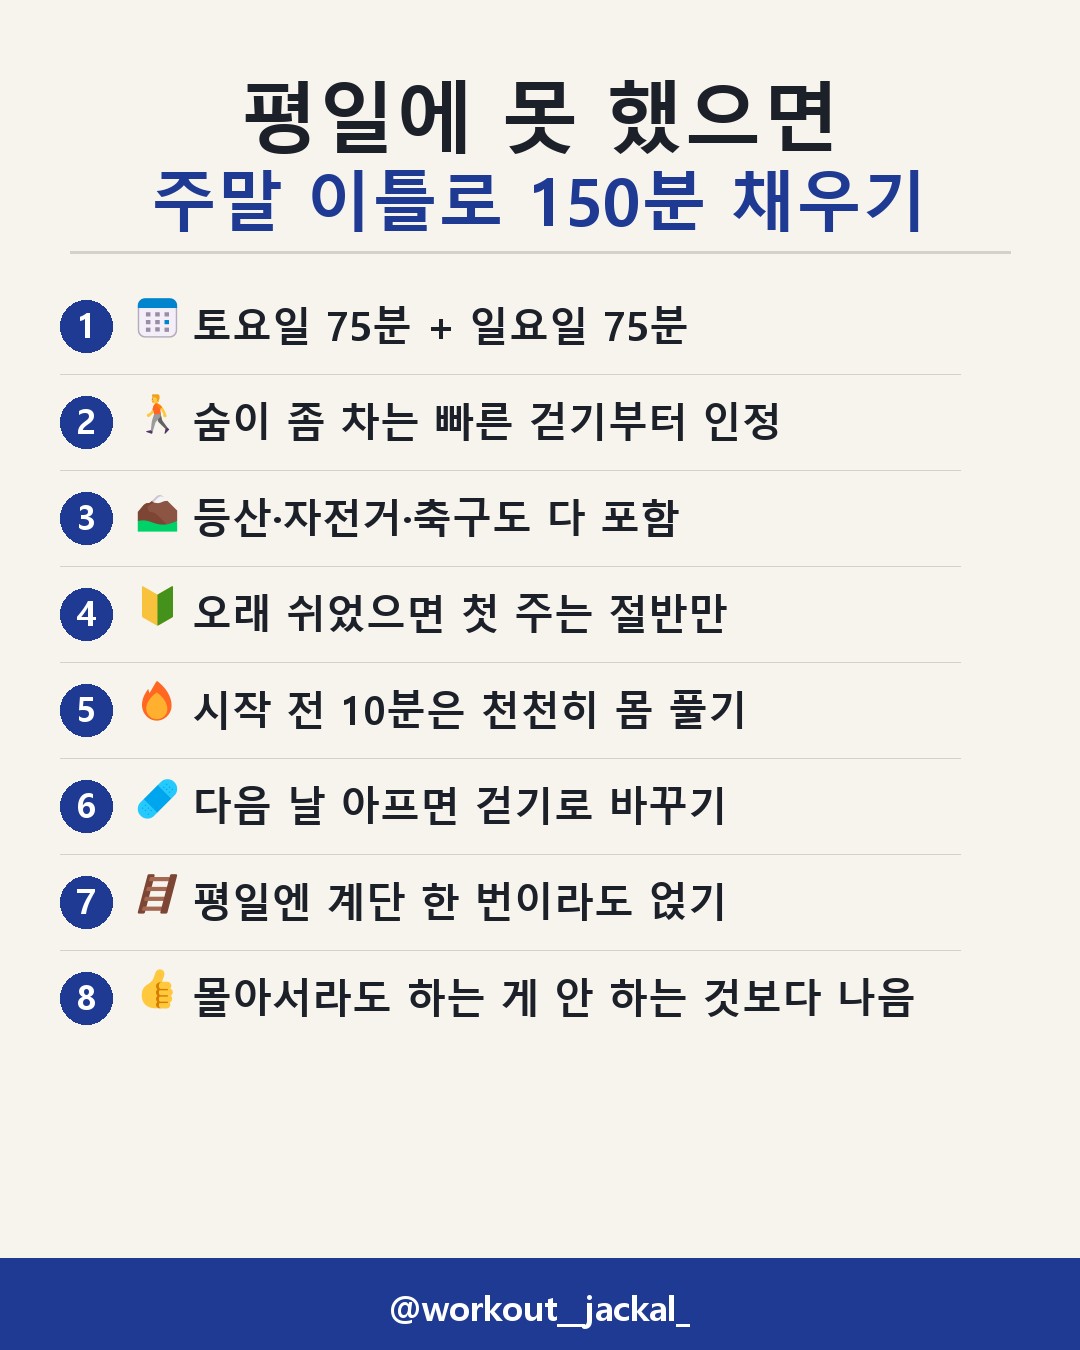 평일에 못 했으면
주말 이틀로 150분 채우기
1 토요일 75분 + 일요일 75분
2 숨이 좀 차는 빠른 걷기부터 인정
3 등산·자전거·축구도 다 포함
4 오래 쉬었으면 첫 주는 절반만
5 시작 전 10분은 천천히 몸 풀기
6 다음 날 아프면 걷기로 바꾸기
7 평일엔 계단 한 번이라도 얹기
8 몰아서라도 하는 게 안 하는 것보다 나음
@workout__jackal_